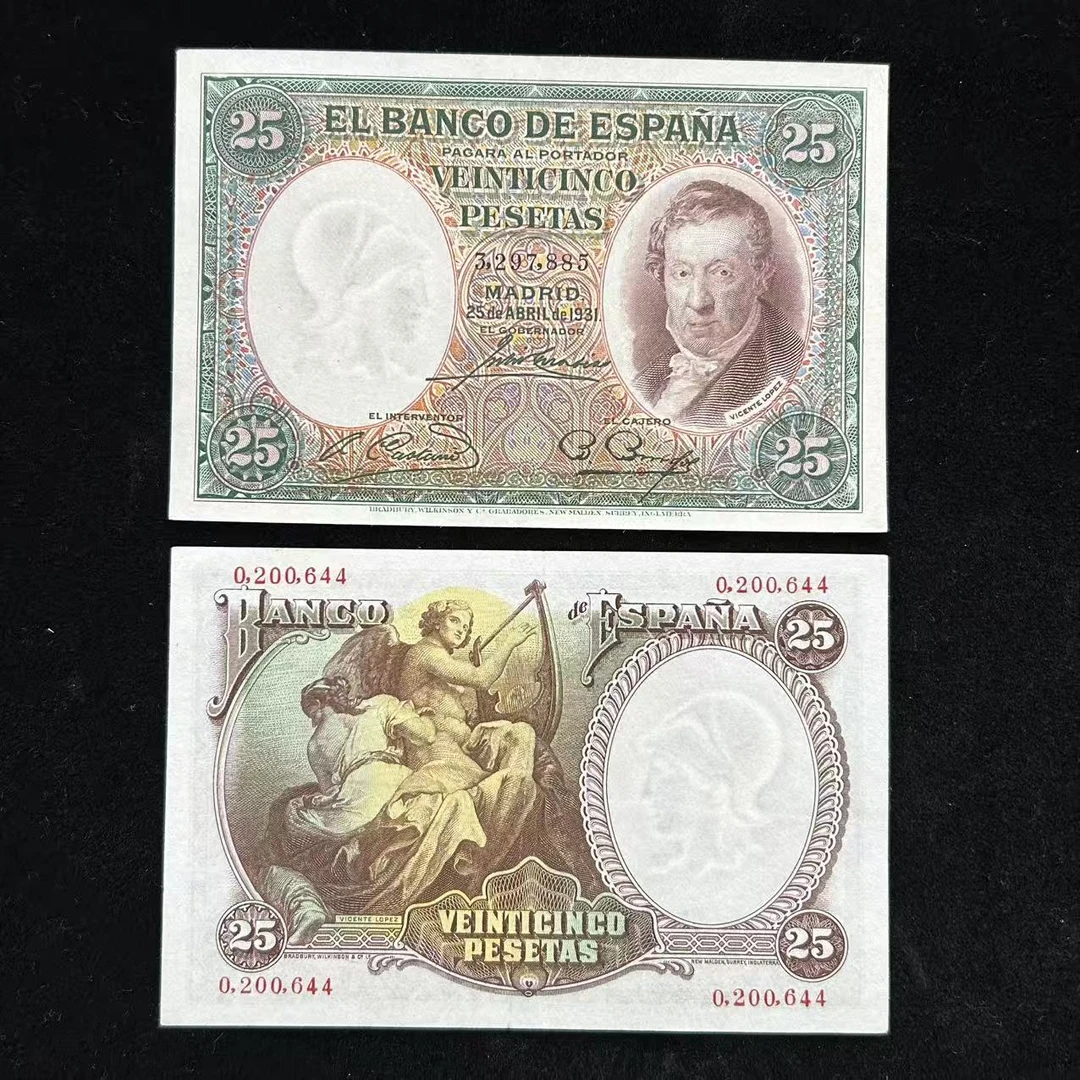 25 EL BANCO DE ESPAÑA 25
PAGARA AL PORTADOR
VEINTICINCO
PESETAS
3,297,885
MADRID
25 de ABRIL de 1931.
EL GOBERNADOR
EL INTERVENTOR EL CAJERO
VICENTE LOPEZ
25 25
BRADBURY, WILKINSON Y Cª GRABADORES, NEW MALDEN, SURREY, INGLATERRA
0,200,644 0,200,644
BANCO de ESPAÑA
25
VICENTE LOPEZ
VEINTICINCO
PESETAS
25 25
BRADBURY, WILKINSON & Cº NEW MALDEN, SURREY, INGLATERRA
0,200,644 0,200,644